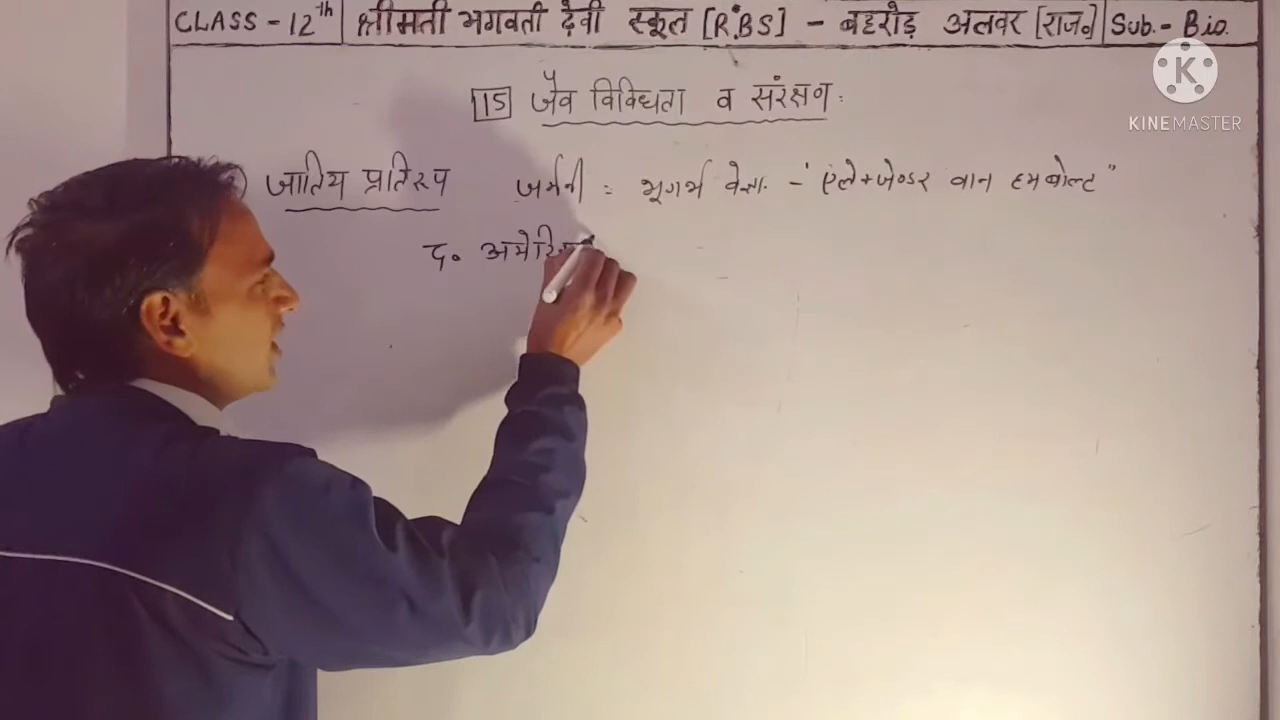 CLASS - 12th श्रीमती भगवती देवी स्कूल [R.B.S] - बहरोड़ अलवर [राज०] Sub. - Bio.
K
KINEMASTER
15 जैव विविधता व संरक्षण :
जातिय प्रतिरूप जर्मनी = भूगर्भ वेत्ता - 'एलेक्जेण्डर वान हमबोल्ट"
द० अमेरि